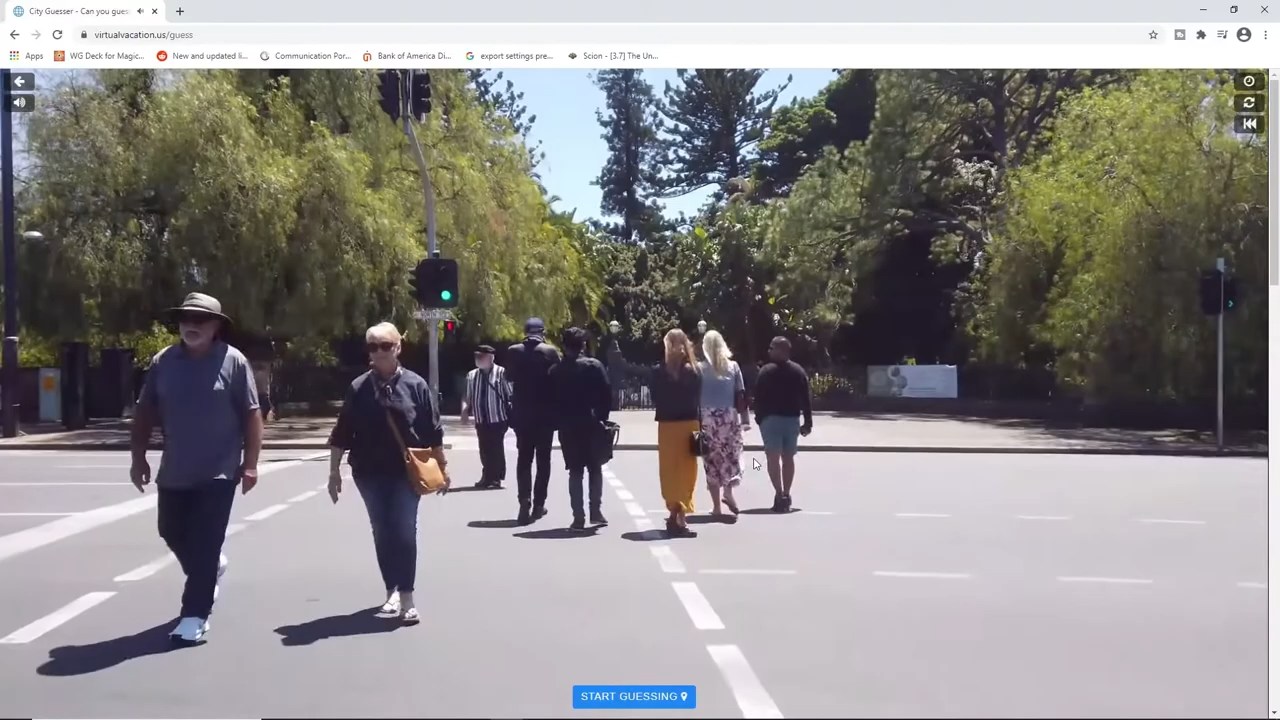 City Guesser - Can you gues
virtualvacation.us/guess
Apps
WG Deck for Magic...
New and updated li...
Communication Por...
Bank of America Di...
export settings pre...
Scion - [3.7] The Un...
START GUESSING